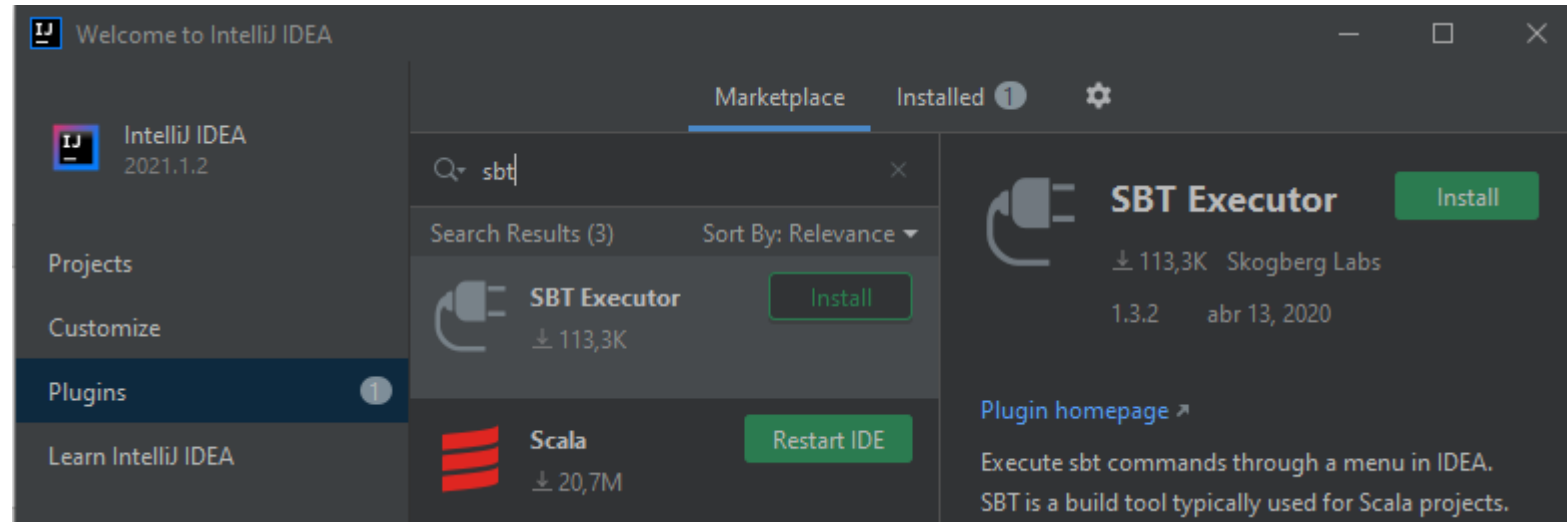 Welcome to IntelliJ IDEA
IntelliJ IDEA
2021.1.2
Projects
Customize
Plugins 1
Learn IntelliJ IDEA
Marketplace Installed 1
sbt
Search Results (3) Sort By: Relevance
SBT Executor Install
113,3K
Scala Restart IDE
20,7M
SBT Executor Install
113,3K Skogberg Labs
1.3.2 abr 13, 2020
Plugin homepage
Execute sbt commands through a menu in IDEA.
SBT is a build tool typically used for Scala projects.